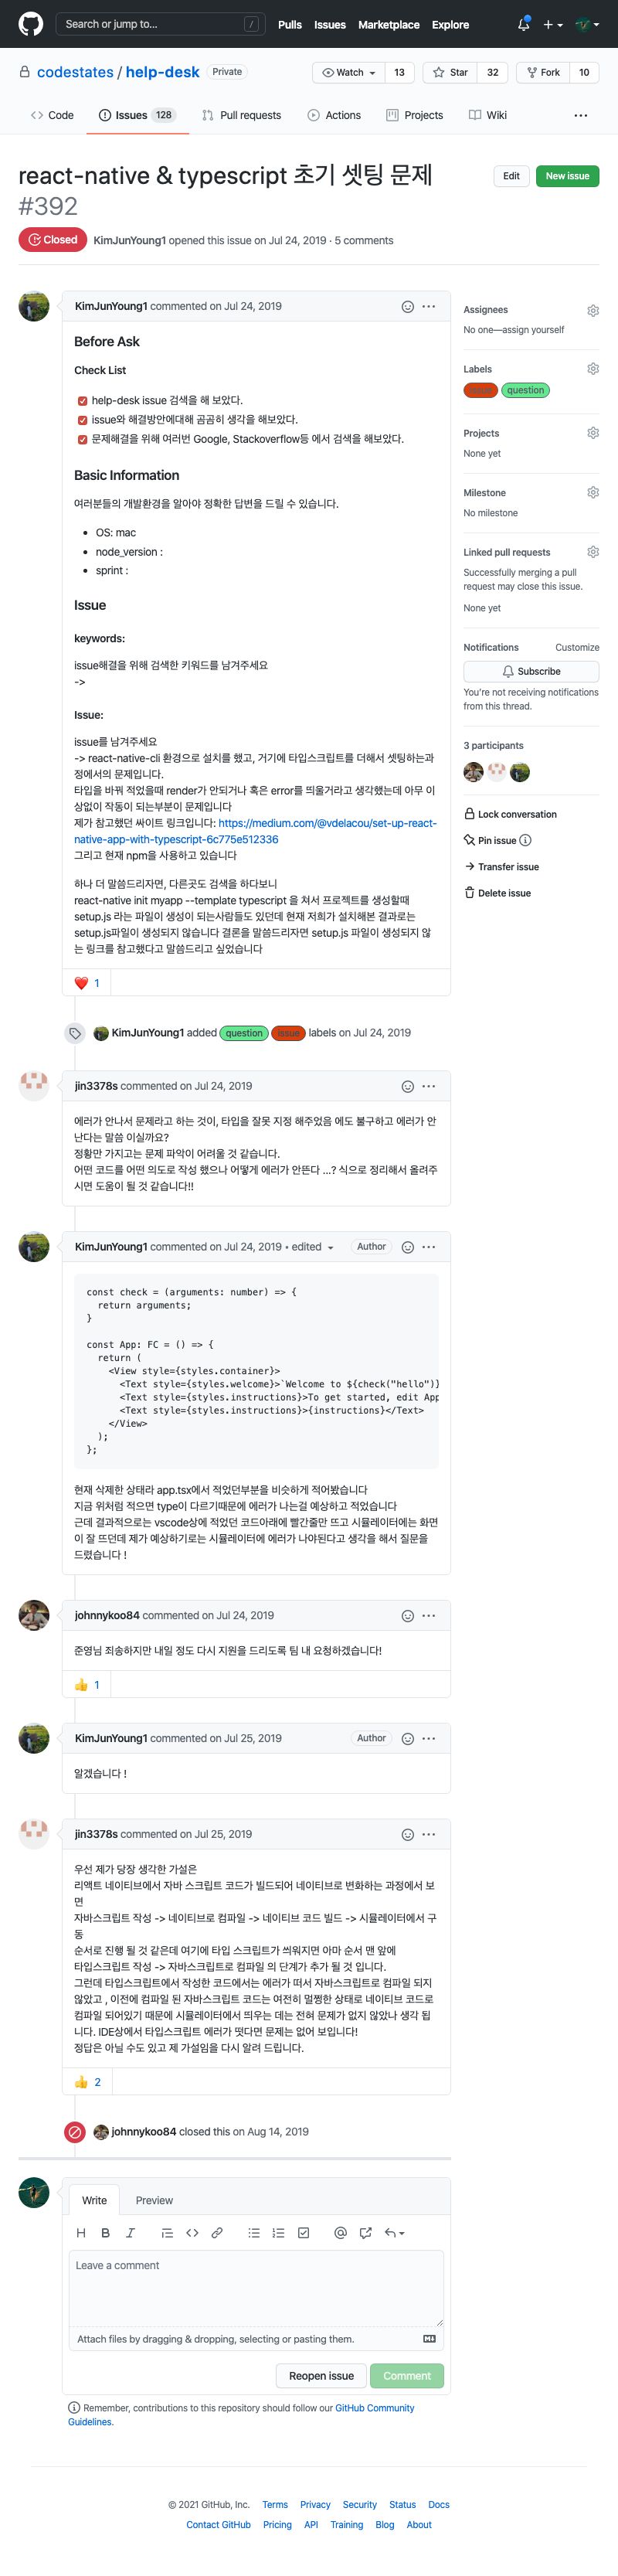 Search or jump to...
/
Pulls Issues Marketplace Explore
codestates / help-desk Private
Watch 13 Star 32 Fork 10
Code Issues 128 Pull requests Actions Projects Wiki
react-native & typescript 초기 셋팅 문제
#392
Edit New issue
Closed KimJunYoung1 opened this issue on Jul 24, 2019 · 5 comments
KimJunYoung1 commented on Jul 24, 2019
Before Ask
Check List
help-desk issue 검색을 해 보았다.
issue와 해결방안에대해 곰곰히 생각을 해보았다.
문제해결을 위해 여러번 Google, Stackoverflow등 에서 검색을 해보았다.
Basic Information
여러분들의 개발환경을 알아야 정확한 답변을 드릴 수 있습니다.
• OS: mac
• node_version :
• sprint :
Issue
keywords:
issue해결을 위해 검색한 키워드를 남겨주세요
->
Issue:
issue를 남겨주세요
-> react-native-cli 환경으로 설치를 했고, 거기에 타입스크립트를 더해서 셋팅하는과
정에서의 문제입니다.
타입을 바꿔 적었을때 render가 안되거나 혹은 error를 띄울거라고 생각했는데 아무 이
상없이 작동이 되는부분이 문제입니다
제가 참고했던 싸이트 링크입니다: https://medium.com/@vdelacou/set-up-react-
native-app-with-typescript-6c775e512336
그리고 현재 npm을 사용하고 있습니다
하나 더 말씀드리자면, 다른곳도 검색을 하다보니
react-native init myapp --template typescript 을 쳐서 프로젝트를 생성할때
setup.js 라는 파일이 생성이 되는사람들도 있던데 현재 저희가 설치해본 결과로는
setup.js파일이 생성되지 않습니다 결론을 말씀드리자면 setup.js 파일이 생성되지 않
는 링크를 참고했다고 말씀드리고 싶었습니다
❤️ 1
Assignees
No one—assign yourself
Labels
issue question
Projects
None yet
Milestone
No milestone
Linked pull requests
Successfully merging a pull
request may close this issue.
None yet
Notifications Customize
Subscribe
You're not receiving notifications
from this thread.
3 participants
Lock conversation
Pin issue
Transfer issue
Delete issue
KimJunYoung1 added question issue labels on Jul 24, 2019
jin3378s commented on Jul 24, 2019
에러가 안나서 문제라고 하는 것이, 타입을 잘못 지정 해주었음 에도 불구하고 에러가 안
난다는 말씀 이실까요?
정황만 가지고는 문제 파악이 어려울 것 같습니다.
어떤 코드를 어떤 의도로 작성 했으나 어떻게 에러가 안뜬다 ...? 식으로 정리해서 올려주
시면 도움이 될 것 같습니다!!
KimJunYoung1 commented on Jul 24, 2019 • edited Author
const check = (arguments: number) => {
return arguments;
}
const App: FC = () => {
return (
<View style={styles.container}>
<Text style={styles.welcome}>`Welcome to ${check("hello")}
<Text style={styles.instructions}>To get started, edit App
<Text style={styles.instructions}>{instructions}</Text>
</View>
);
};
현재 삭제한 상태라 app.tsx에서 적었던부분을 비슷하게 적어봤습니다
지금 위처럼 적으면 type이 다르기때문에 에러가 나는걸 예상하고 적었습니다
근데 결과적으로는 vscode상에 적었던 코드아래에 빨간줄만 뜨고 시뮬레이터에는 화면
이 잘 뜨던데 제가 예상하기로는 시뮬레이터에 에러가 나야된다고 생각을 해서 질문을
드렸습니다 !
johnnykoo84 commented on Jul 24, 2019
준영님 죄송하지만 내일 정도 다시 지원을 드리도록 팀 내 요청하겠습니다!
👍 1
KimJunYoung1 commented on Jul 25, 2019 Author
알겠습니다 !
jin3378s commented on Jul 25, 2019
우선 제가 당장 생각한 가설은
리액트 네이티브에서 자바 스크립트 코드가 빌드되어 네이티브로 변화하는 과정에서 보
면
자바스크립트 작성 -> 네이티브로 컴파일 -> 네이티브 코드 빌드 -> 시뮬레이터에서 구
동
순서로 진행 될 것 같은데 여기에 타입 스크립트가 씌워지면 아마 순서 맨 앞에
타입스크립트 작성 -> 자바스크립트로 컴파일 의 단계가 추가 될 것 입니다.
그런데 타입스크립트에서 작성한 코드에서는 에러가 떠서 자바스크립트로 컴파일 되지
않았고 , 이전에 컴파일 된 자바스크립트 코드는 여전히 멀쩡한 상태로 네이티브 코드로
컴파일 되어있기 때문에 시뮬레이터에서 띄우는 데는 전혀 문제가 없지 않았나 생각 됩
니다. IDE상에서 타입스크립트 에러가 떳다면 문제는 없어 보입니다!
정답은 아닐 수도 있고 제 가설임을 다시 알려 드립니다.
👍 2
johnnykoo84 closed this on Aug 14, 2019
Write Preview
Leave a comment
Attach files by dragging & dropping, selecting or pasting them.
Reopen issue Comment
Remember, contributions to this repository should follow our GitHub Community
Guidelines.
© 2021 GitHub, Inc. Terms Privacy Security Status Docs
Contact GitHub Pricing API Training Blog About